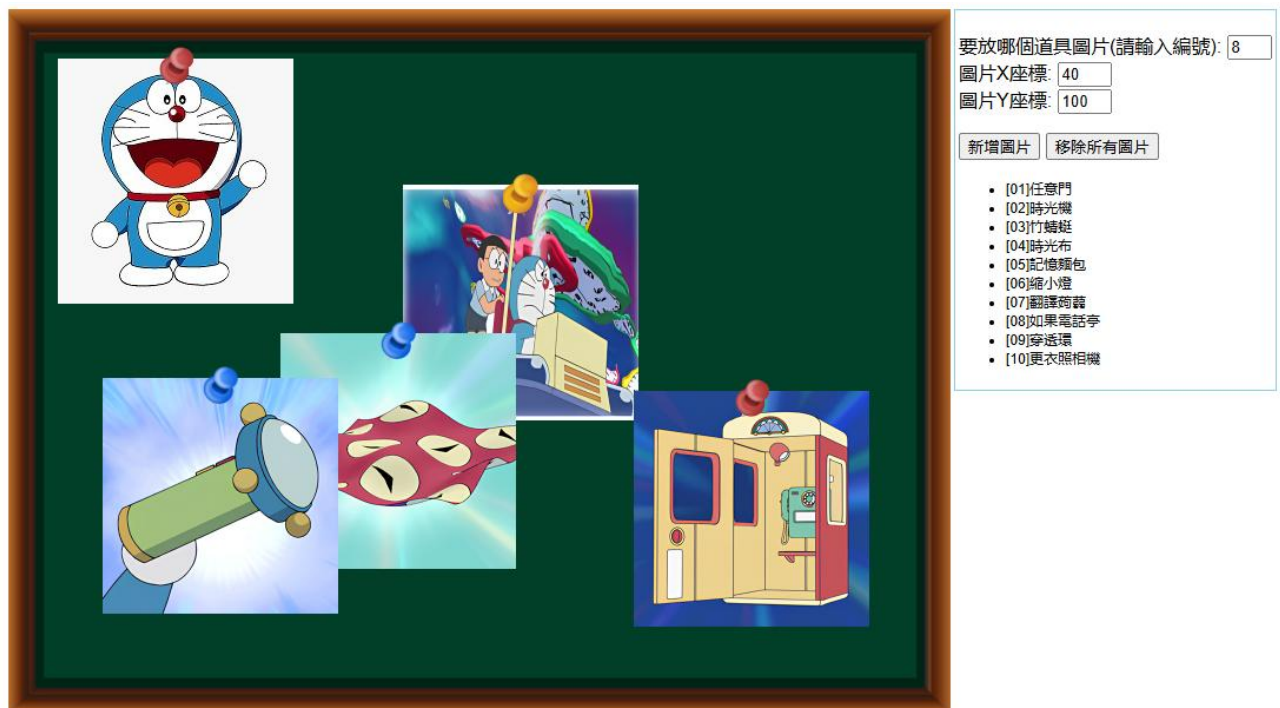 要放哪個道具圖片(請輸入編號): 8
圖片X座標: 40
圖片Y座標: 100
新增圖片 移除所有圖片
[01]任意門
[02]時光機
[03]竹蜻蜓
[04]時光布
[05]記憶麵包
[06]縮小燈
[07]翻譯蒟蒻
[08]如果電話亭
[09]穿透環
[10]更衣照相機